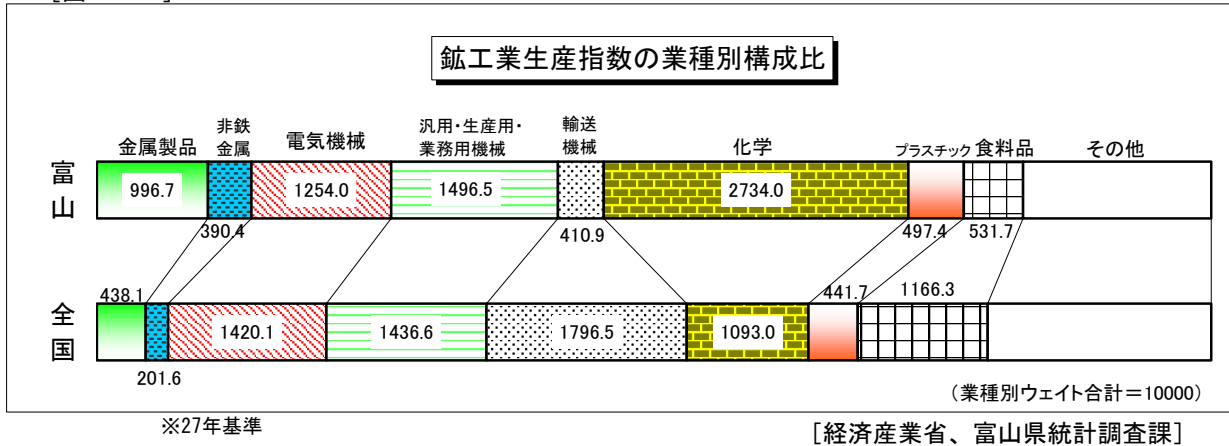 鉱工業生産指数の業種別構成比
金属製品
非鉄
金属
電気機械
汎用・生産用・
業務用機械
輸送
機械
化学
プラスチック
食料品
その他
富
山
996.7
390.4
1254.0
1496.5
410.9
2734.0
497.4
531.7
全
国
438.1
201.6
1420.1
1436.6
1796.5
1093.0
441.7
1166.3
(業種別ウェイト合計=10000)
※27年基準
[経済産業省、富山県統計調査課]